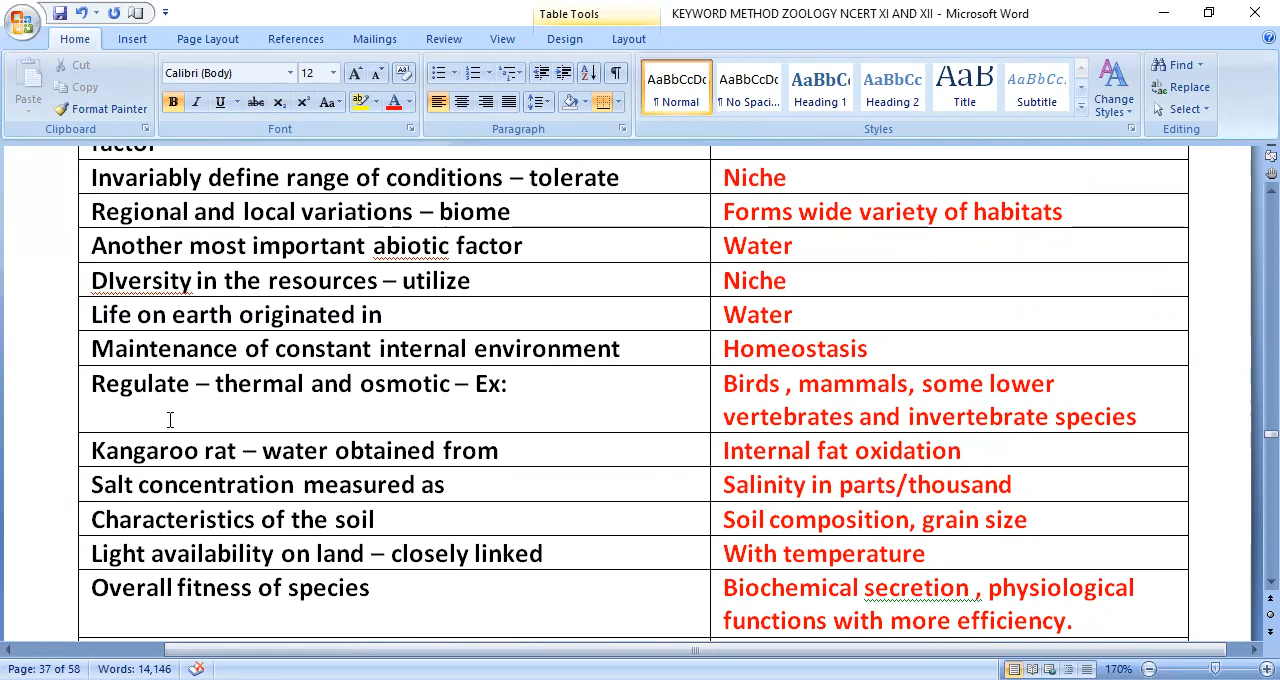 Table Tools
KEYWORD METHOD ZOOLOGY NCERT XI AND XII - Microsoft Word
Home Insert Page Layout References Mailings Review View Design Layout
Cut
Copy
Format Painter
Paste
Clipboard
Calibri (Body) 12
B I U abe X₂ X² Aa
Font
Paragraph
AaBbCcDc AaBbCcDc AaBbC AaBbCc AaB AaBbCc.
¶ Normal ¶ No Spaci... Heading 1 Heading 2 Title Subtitle
Change Styles
Styles
Find
Replace
Select
Editing
factor
Invariably define range of conditions – tolerate Niche
Regional and local variations – biome Forms wide variety of habitats
Another most important abiotic factor Water
DIversity in the resources – utilize Niche
Life on earth originated in Water
Maintenance of constant internal environment Homeostasis
Regulate – thermal and osmotic – Ex: Birds , mammals, some lower
vertebrates and invertebrate species
Kangaroo rat – water obtained from Internal fat oxidation
Salt concentration measured as Salinity in parts/thousand
Characteristics of the soil Soil composition, grain size
Light availability on land – closely linked With temperature
Overall fitness of species Biochemical secretion , physiological
functions with more efficiency.
Page: 37 of 58 Words: 14,146 170%